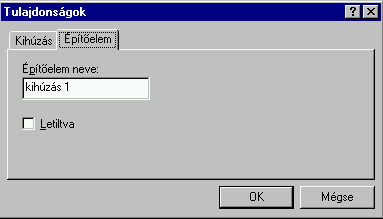 Tulajdonságok
Kihúzás Építőelem
Építőelem neve:
kihúzás 1
Letiltva
OK Mégse